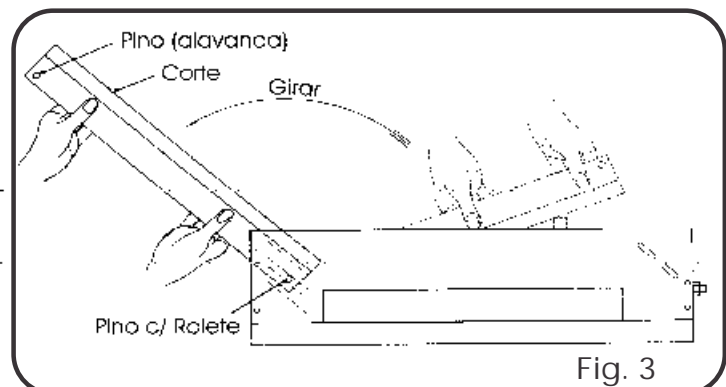 Pino (alavanca)
Corte
Girar
Pino c/ Rolete
Fig. 3